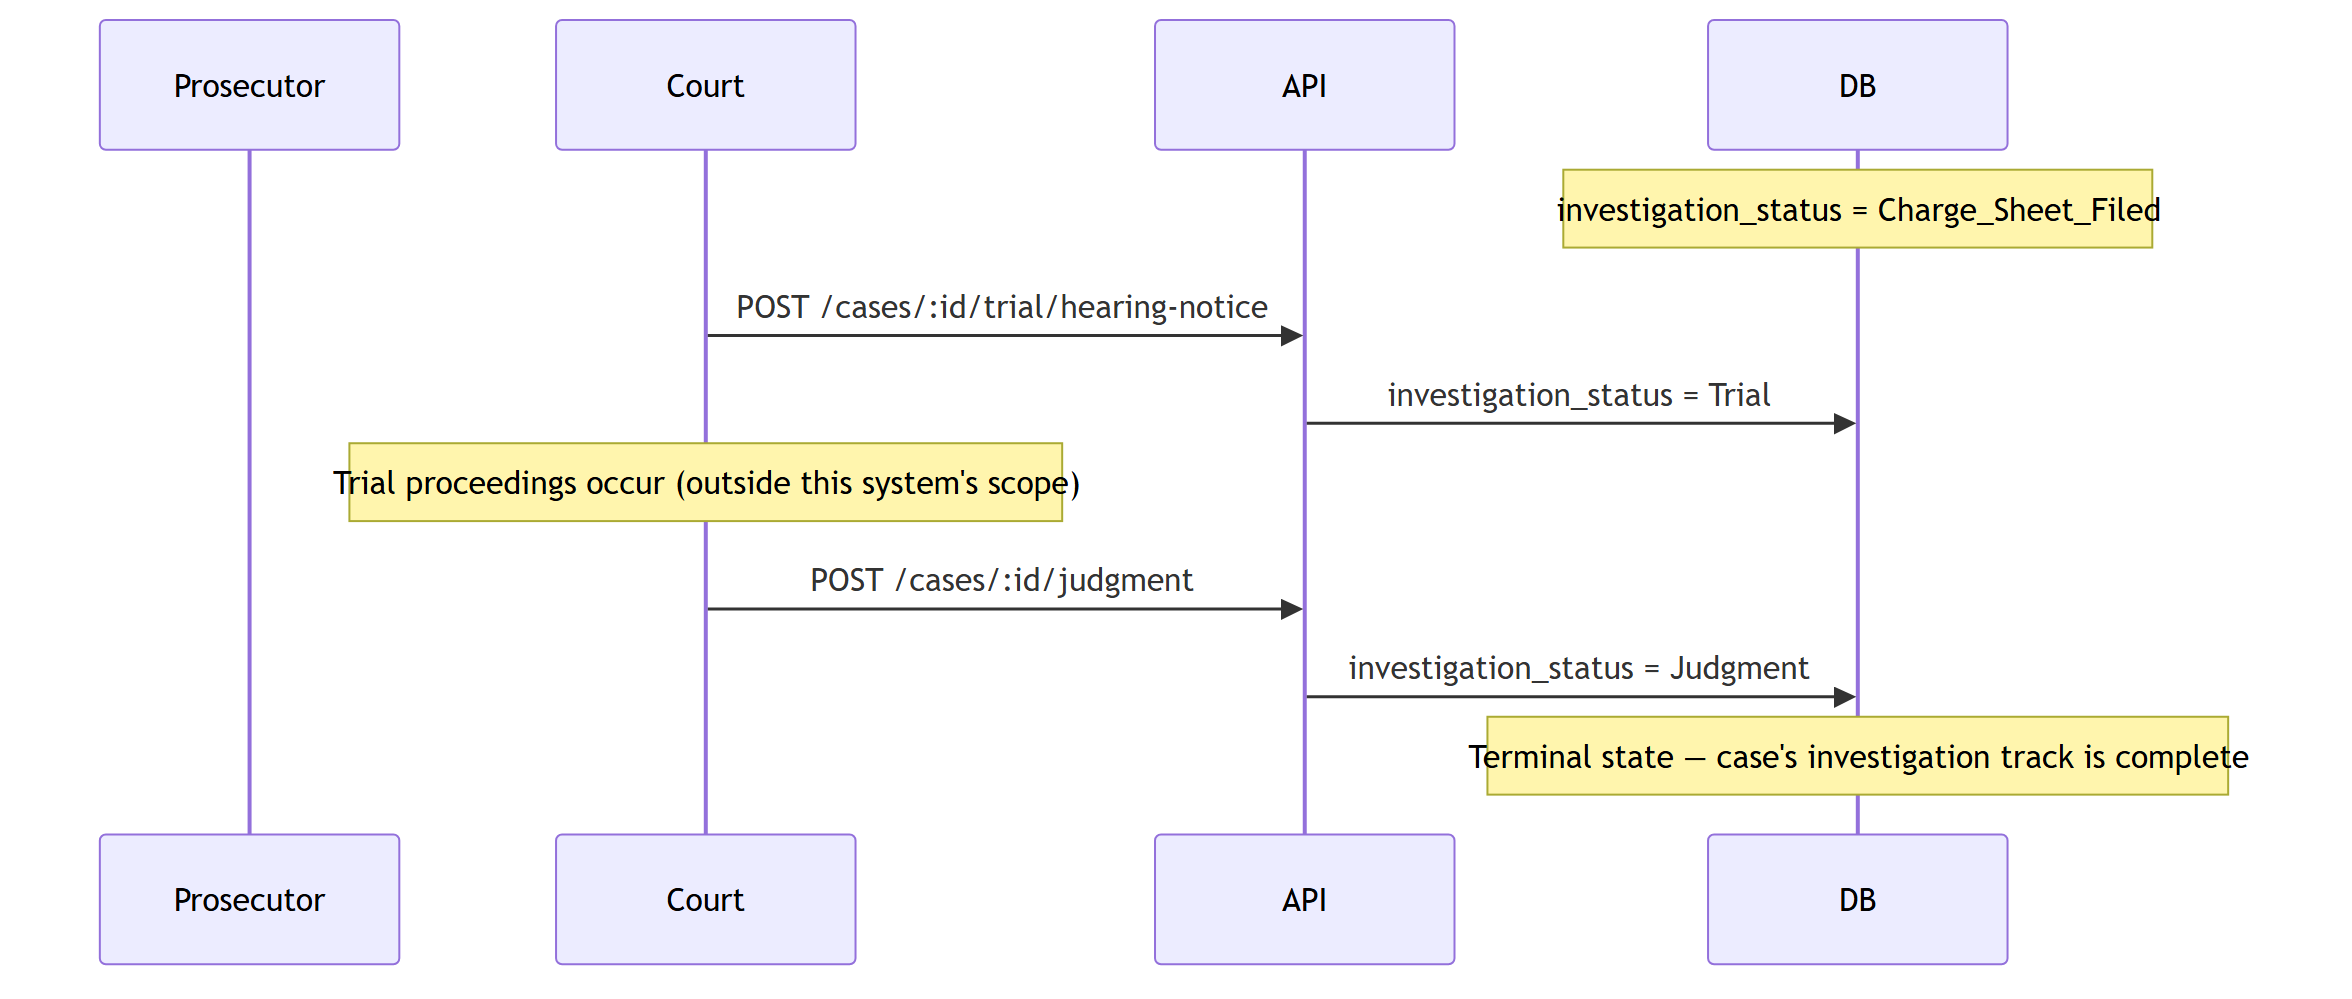 Prosecutor
Court
API
DB
investigation_status = Charge_Sheet_Filed
POST /cases/:id/trial/hearing-notice
investigation_status = Trial
Trial proceedings occur (outside this system's scope)
POST /cases/:id/judgment
investigation_status = Judgment
Terminal state — case's investigation track is complete
Prosecutor
Court
API
DB